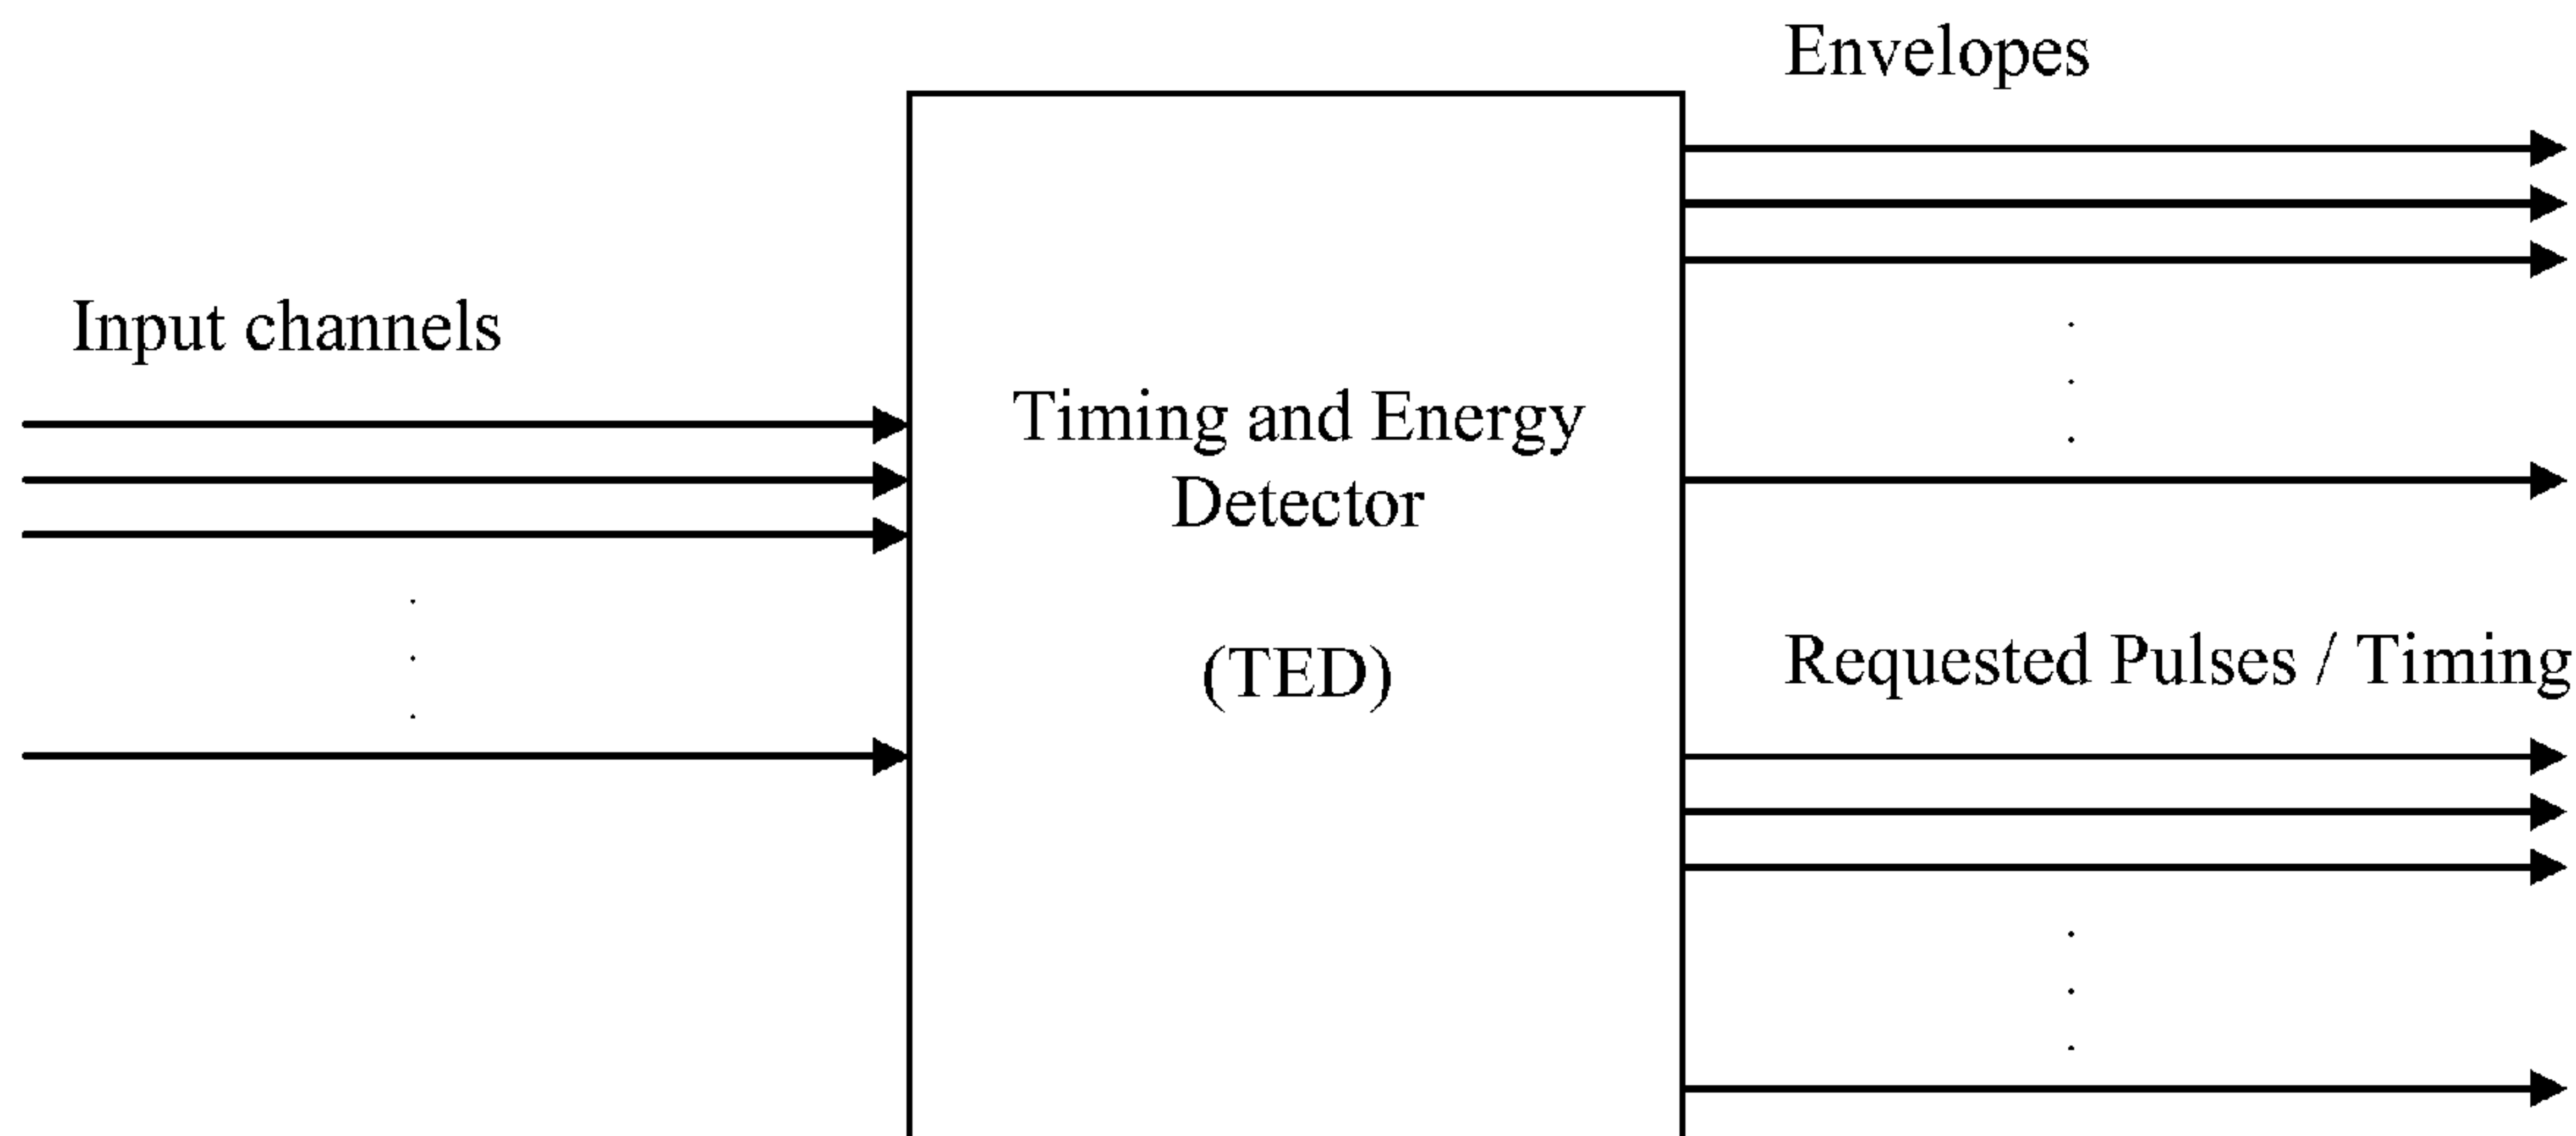 Envelopes
Input channels
Timing and Energy
Detector
(TED)
Requested Pulses / Timing